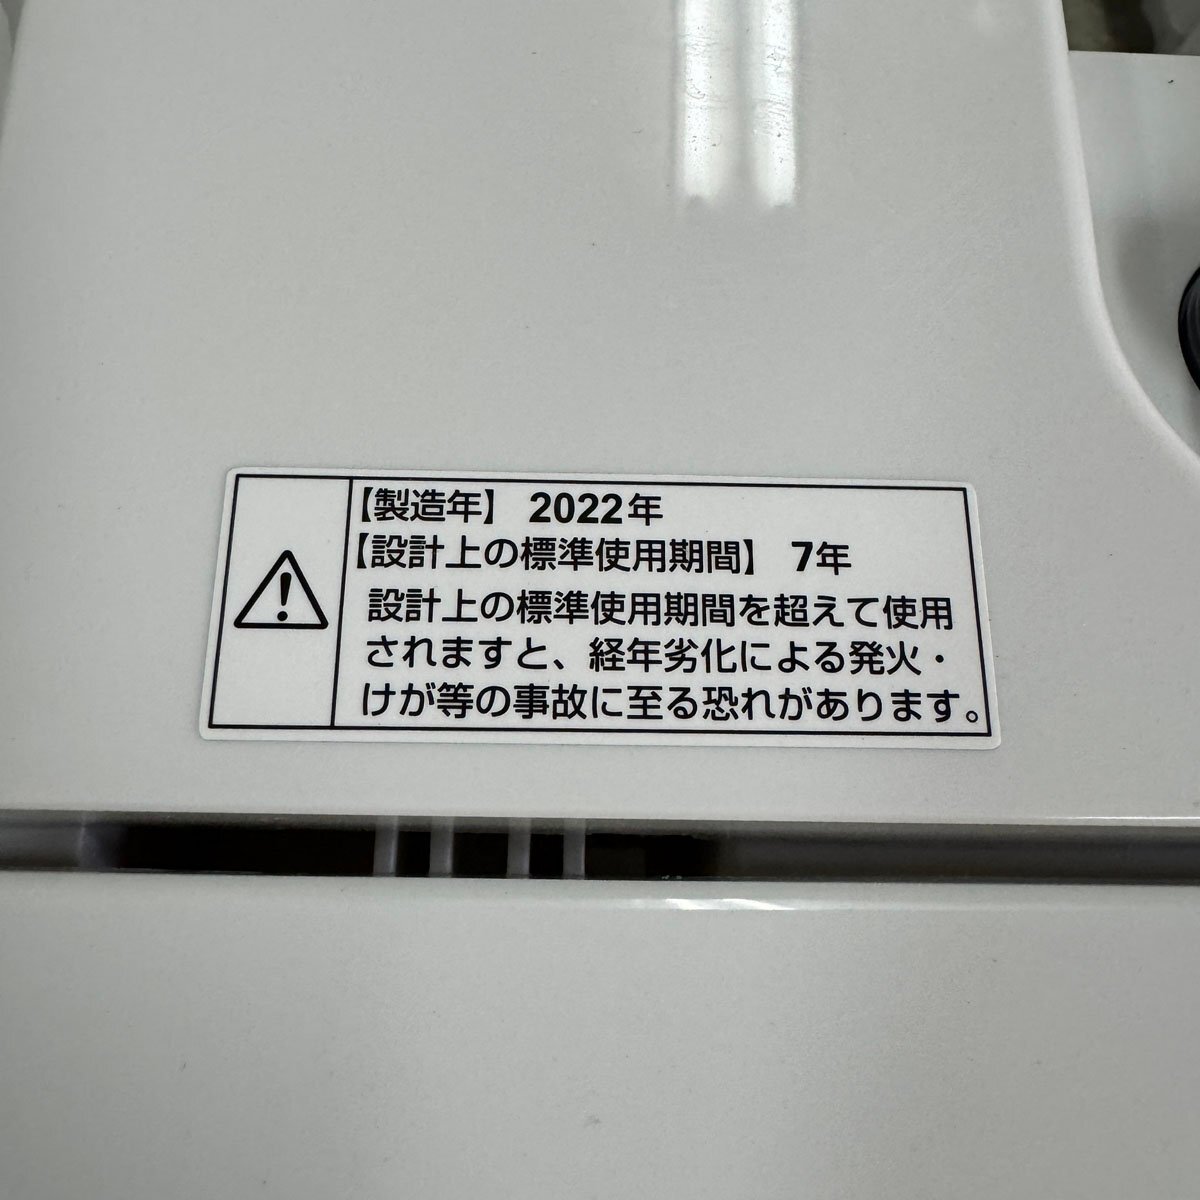 【製造年】 2022年
【設計上の標準使用期間】 7年
設計上の標準使用期間を超えて使用
されますと、経年劣化による発火・
けが等の事故に至る恐れがあります。